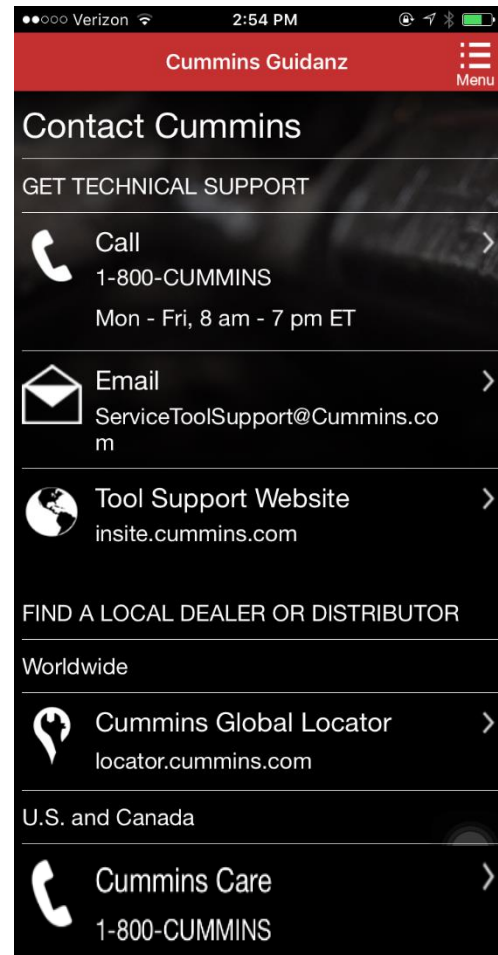 ●●○○○ Verizon 2:54 PM
Cummins Guidanz
Menu
Contact Cummins
GET TECHNICAL SUPPORT
Call
1-800-CUMMINS
Mon - Fri, 8 am - 7 pm ET
Email
ServiceToolSupport@Cummins.co
m
Tool Support Website
insite.cummins.com
FIND A LOCAL DEALER OR DISTRIBUTOR
Worldwide
Cummins Global Locator
locator.cummins.com
U.S. and Canada
Cummins Care
1-800-CUMMINS